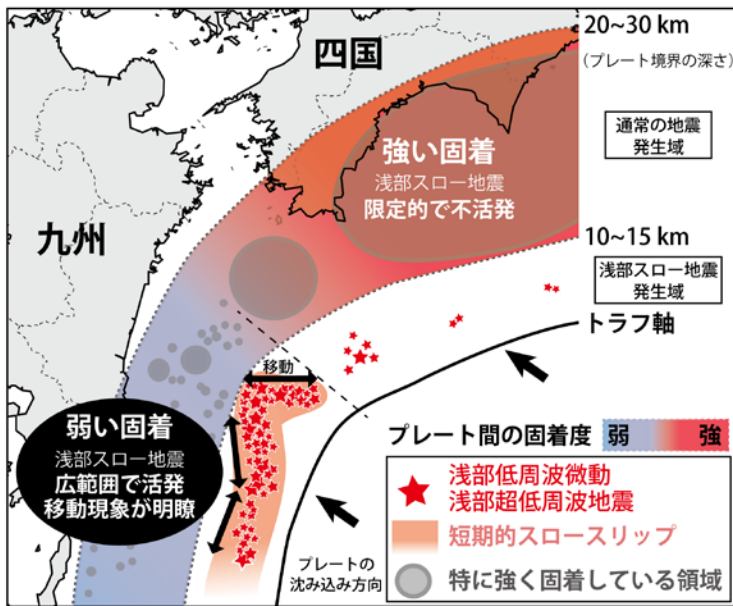 四国
20~30 km
(プレート境界の深さ)
通常の地震
発生域
強い固着
浅部スロー地震
限定的で不活発
九州
10~15 km
浅部スロー地震
発生域
トラフ軸
移動
弱い固着
浅部スロー地震
広範囲で活発
移動現象が明瞭
プレート間の固着度
弱
強
浅部低周波微動
浅部超低周波地震
短期的スロースリップ
特に強く固着している領域
プレートの
沈み込み方向